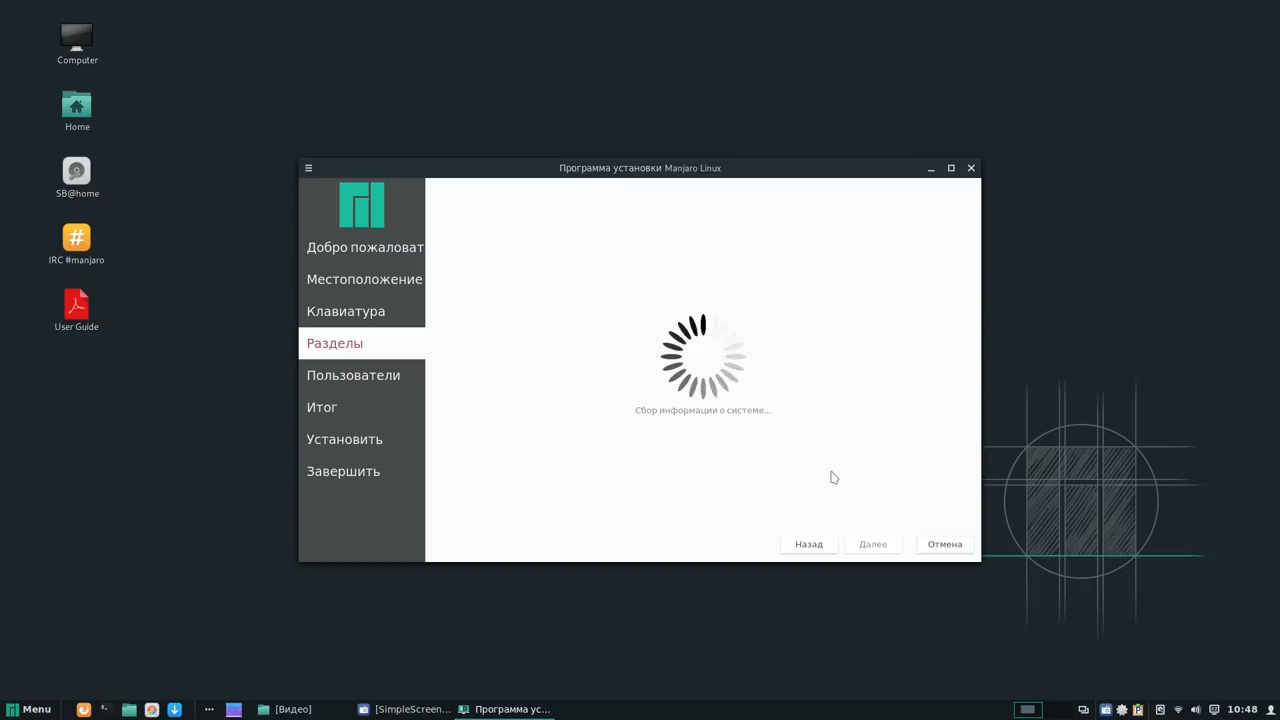 Computer
Home
SB@home
IRC #manjaro
User Guide
Программа установки Manjaro Linux
Добро пожаловат
Местоположение
Клавиатура
Разделы
Пользователи
Итог
Установить
Завершить
Сбор информации о системе...
Назад
Далее
Отмена
Menu
[Видео]
[SimpleScreen...
Программа ус...
10:48